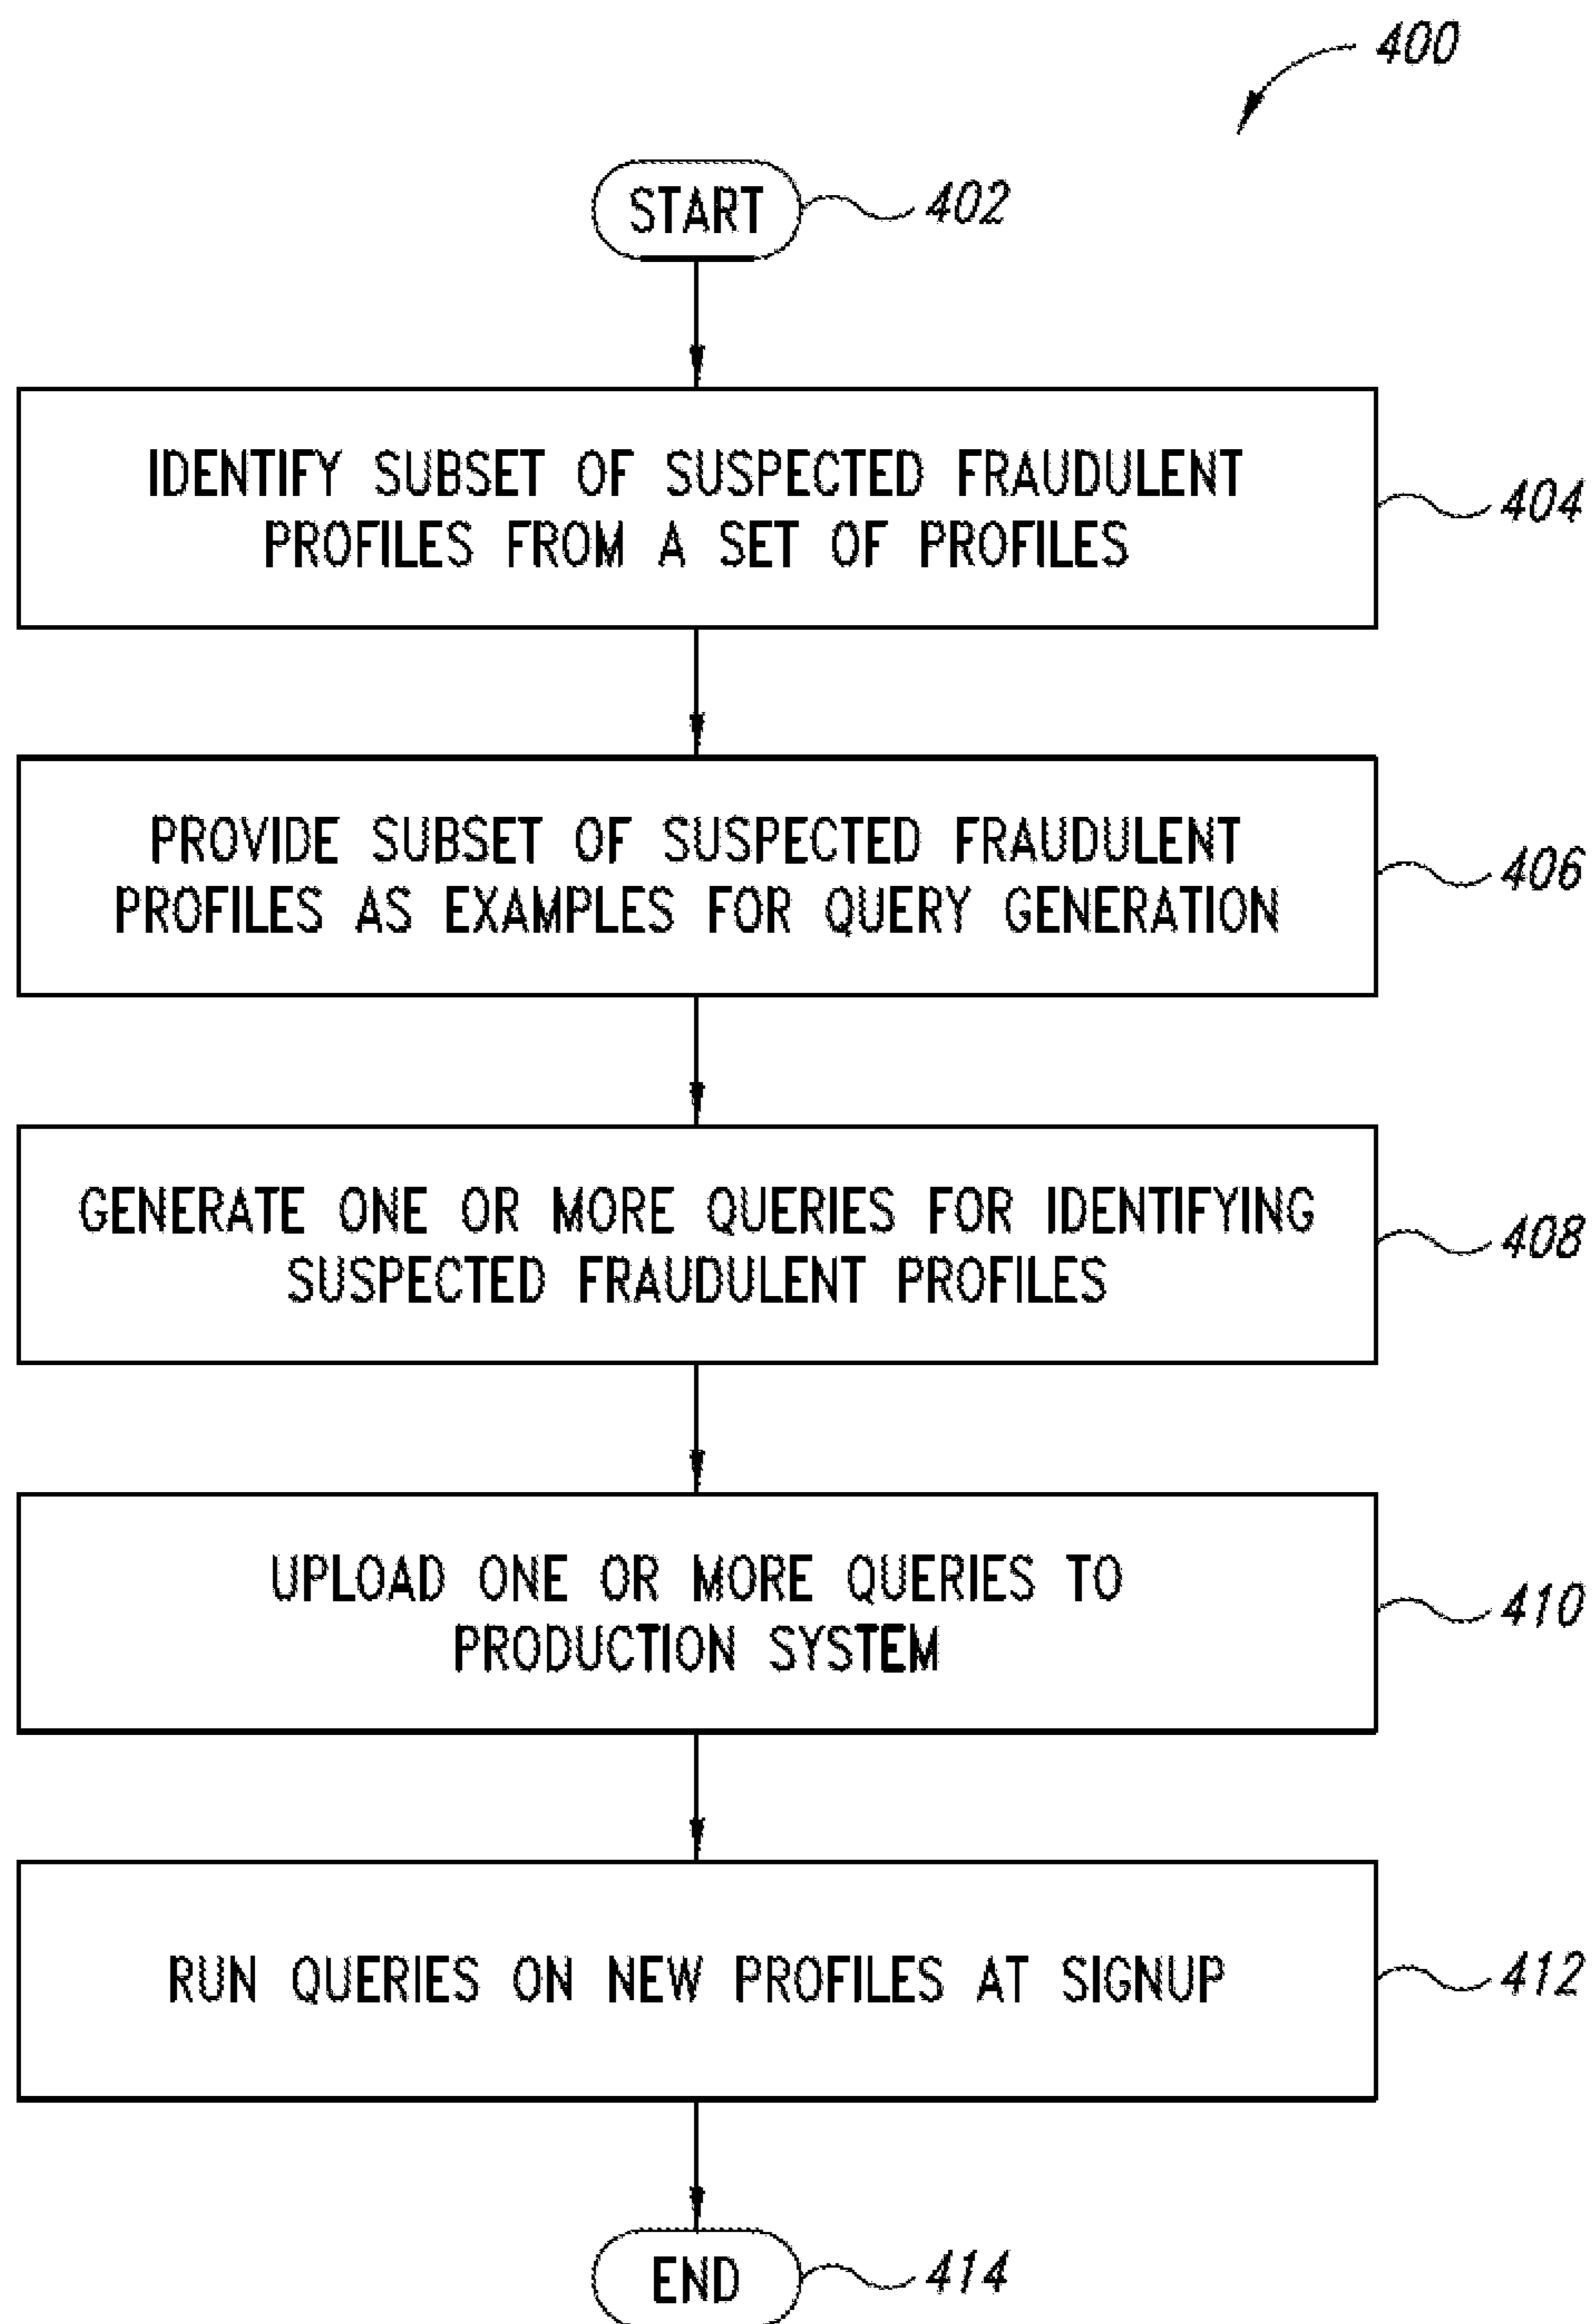 400
START
402
IDENTIFY SUBSET OF SUSPECTED FRAUDULENT
PROFILES FROM A SET OF PROFILES
404
PROVIDE SUBSET OF SUSPECTED FRAUDULENT
PROFILES AS EXAMPLES FOR QUERY GENERATION
406
GENERATE ONE OR MORE QUERIES FOR IDENTIFYING
SUSPECTED FRAUDULENT PROFILES
408
UPLOAD ONE OR MORE QUERIES TO
PRODUCTION SYSTEM
410
RUN QUERIES ON NEW PROFILES AT SIGNUP
412
END
414